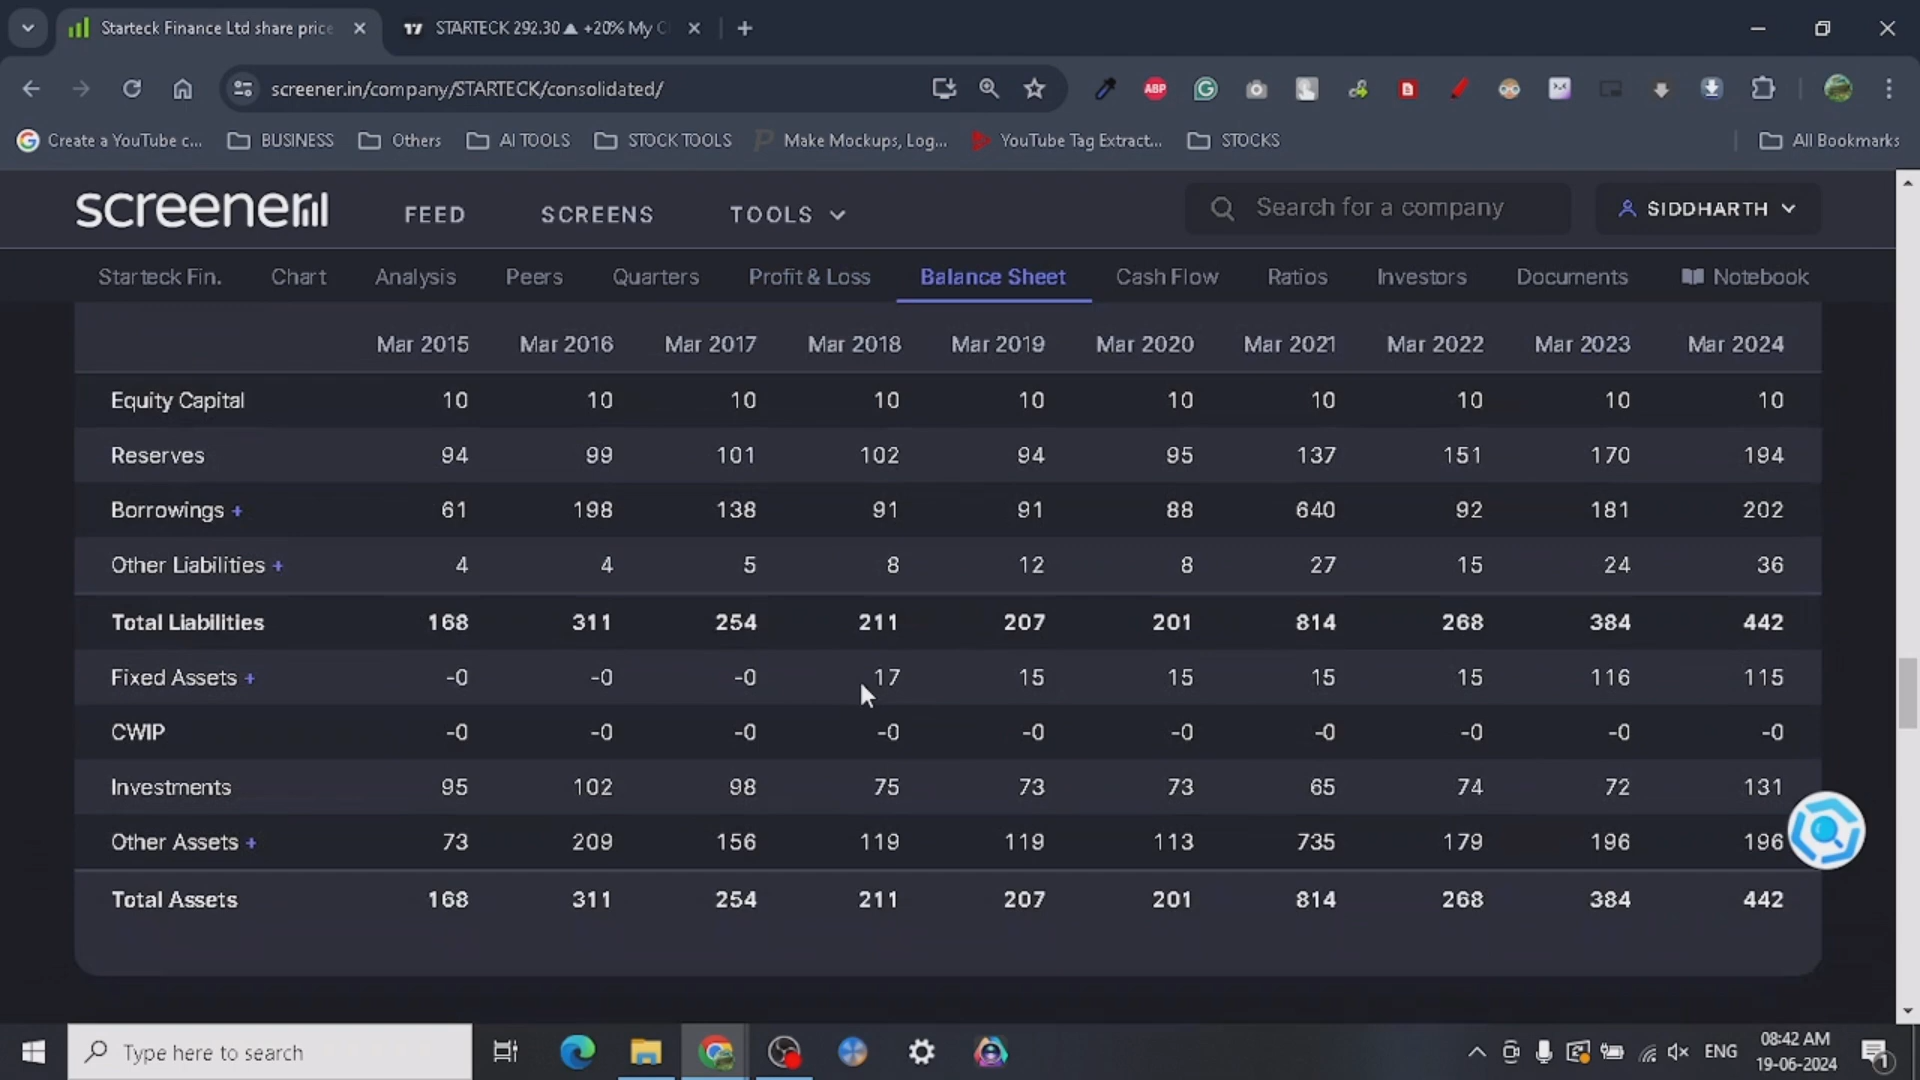 Starteck Finance Ltd share price
STARTECK 292.30 ▲ +20% My C
screener.in/company/STARTECK/consolidated/
ABP
Create a YouTube c...
BUSINESS
Others
AI TOOLS
STOCK TOOLS
Make Mockups, Log...
YouTube Tag Extract...
STOCKS
All Bookmarks
screener
FEED
SCREENS
TOOLS
Search for a company
SIDDHARTH
Starteck Fin.
Chart
Analysis
Peers
Quarters
Profit & Loss
Balance Sheet
Cash Flow
Ratios
Investors
Documents
Notebook
Mar 2015 Mar 2016 Mar 2017 Mar 2018 Mar 2019 Mar 2020 Mar 2021 Mar 2022 Mar 2023 Mar 2024
Equity Capital 10 10 10 10 10 10 10 10 10 10
Reserves 94 99 101 102 94 95 137 151 170 194
Borrowings + 61 198 138 91 91 88 640 92 181 202
Other Liabilities + 4 4 5 8 12 8 27 15 24 36
Total Liabilities 168 311 254 211 207 201 814 268 384 442
Fixed Assets + -0 -0 -0 17 15 15 15 15 116 115
CWIP -0 -0 -0 -0 -0 -0 -0 -0 -0 -0
Investments 95 102 98 75 73 73 65 74 72 131
Other Assets + 73 209 156 119 119 113 735 179 196 196
Total Assets 168 311 254 211 207 201 814 268 384 442
Type here to search
ENG
08:42 AM
19-06-2024
1